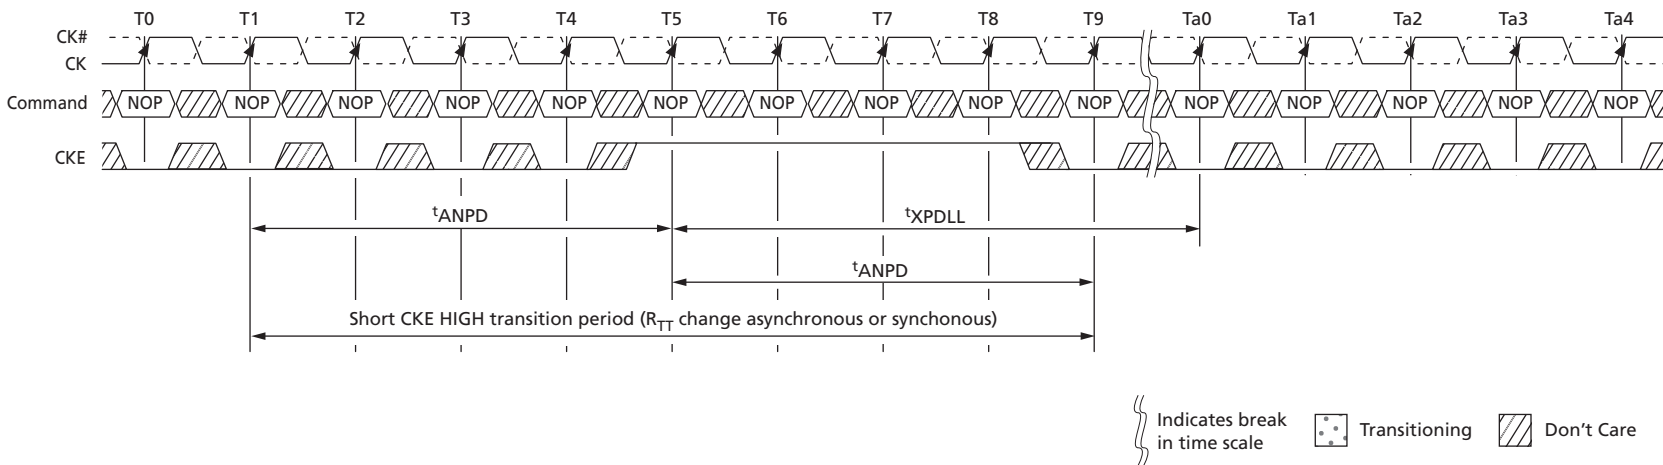 T0 T1 T2 T3 T4 T5 T6 T7 T8 T9 Ta0 Ta1 Ta2 Ta3 Ta4
CK#
CK
Command NOP NOP NOP NOP NOP NOP NOP NOP NOP NOP NOP NOP NOP NOP NOP
CKE
tANPD tXPDLL
tANPD
Short CKE HIGH transition period (RTT change asynchronous or synchonous)
Indicates break
in time scale
Transitioning
Don't Care